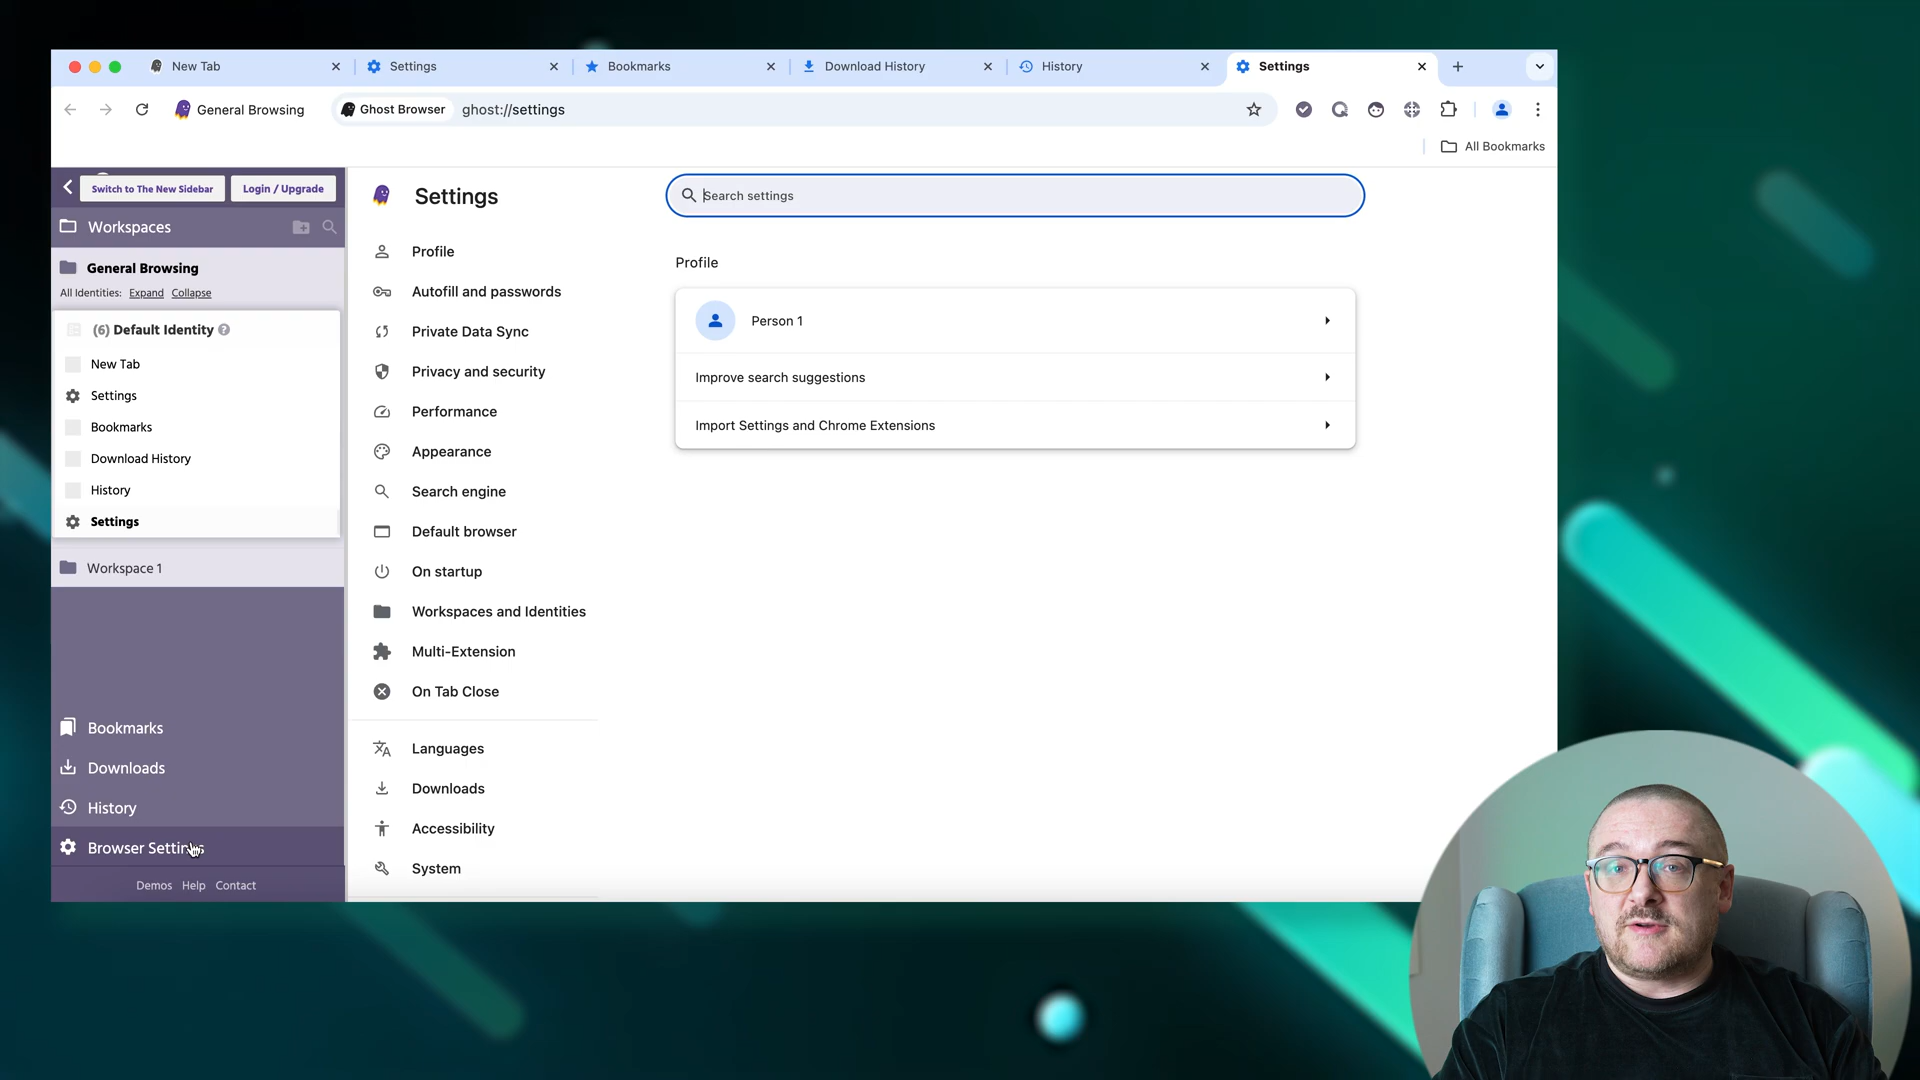 New Tab
Settings
Bookmarks
Download History
History
Settings
General Browsing
Ghost Browser
ghost://settings
All Bookmarks
Switch to The New Sidebar
Login / Upgrade
Workspaces
General Browsing
All Identities: Expand Collapse
(6) Default Identity
New Tab
Settings
Bookmarks
Download History
History
Settings
Workspace 1
Bookmarks
Downloads
History
Browser Settings
Demos Help Contact
Settings
Profile
Autofill and passwords
Private Data Sync
Privacy and security
Performance
Appearance
Search engine
Default browser
On startup
Workspaces and Identities
Multi-Extension
On Tab Close
Languages
Downloads
Accessibility
System
Search settings
Profile
Person 1
Improve search suggestions
Import Settings and Chrome Extensions